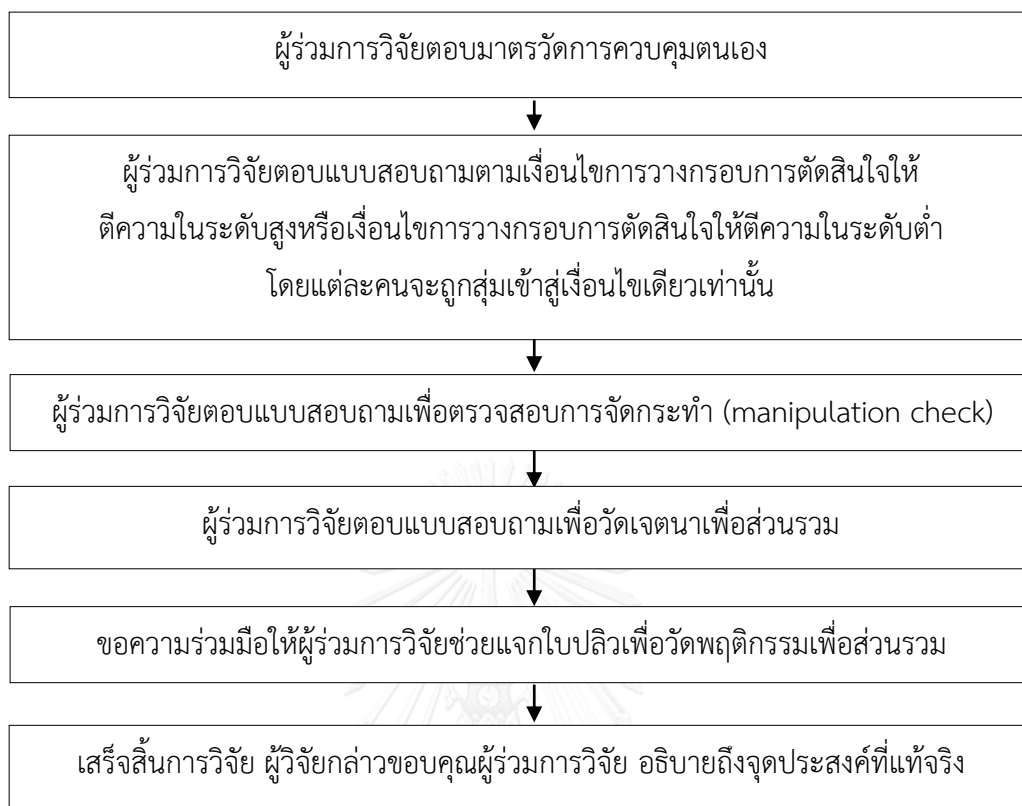 ผู้ร่วมการวิจัยตอบมาตรวัดการควบคุมตนเอง
ผู้ร่วมการวิจัยตอบแบบสอบถามตามเงื่อนไขการวางกรอบการตัดสินใจให้
ตีความในระดับสูงหรือเงื่อนไขการวางกรอบการตัดสินใจให้ตีความในระดับต่ำ
โดยแต่ละคนจะถูกสุ่มเข้าสู่เงื่อนไขเดียวเท่านั้น
ผู้ร่วมการวิจัยตอบแบบสอบถามเพื่อตรวจสอบการจัดกระทำ (manipulation check)
ผู้ร่วมการวิจัยตอบแบบสอบถามเพื่อวัดเจตนาเพื่อส่วนรวม
ขอความร่วมมือให้ผู้ร่วมการวิจัยช่วยแจกใบปลิวเพื่อวัดพฤติกรรมเพื่อส่วนรวม
เสร็จสิ้นการวิจัย ผู้วิจัยกล่าวขอบคุณผู้ร่วมการวิจัย อธิบายถึงจุดประสงค์ที่แท้จริง